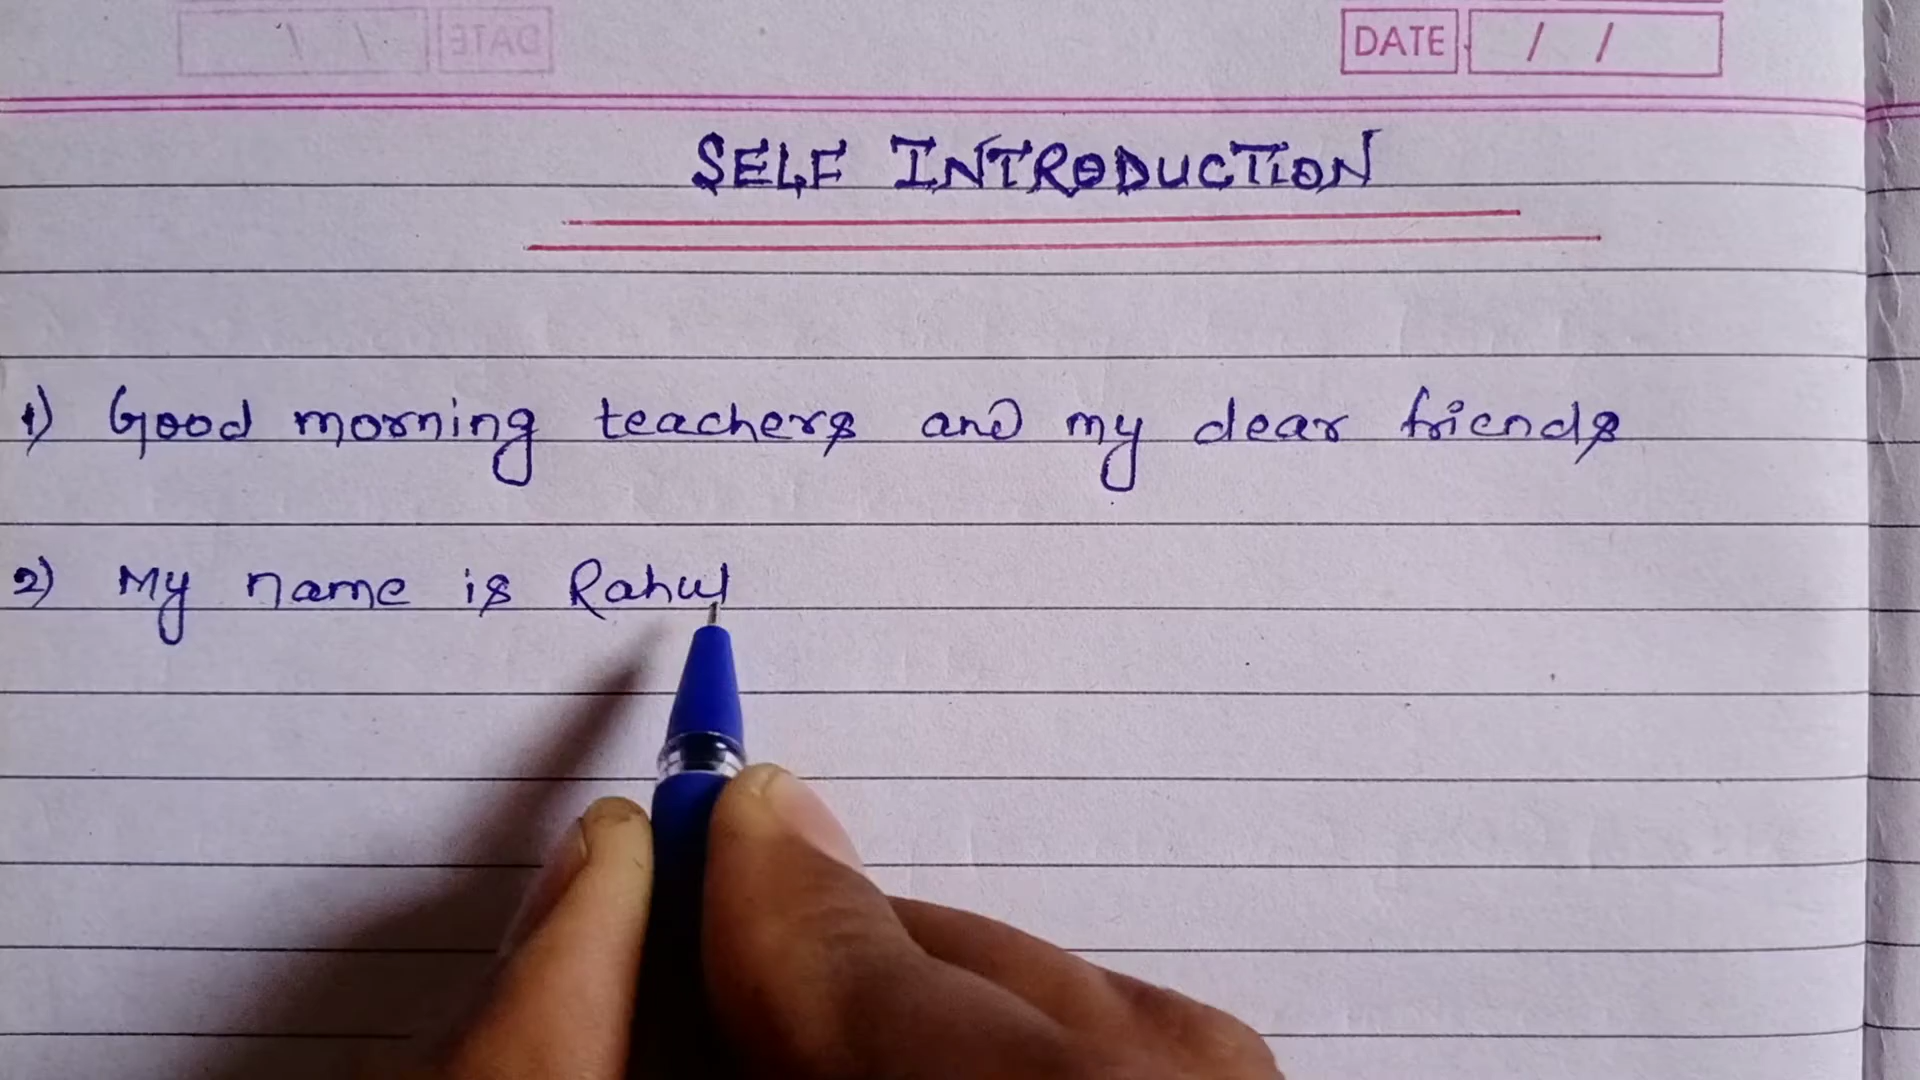 DATE / /
SELF INTRODUCTION
1) Good morning teachers and my dear friends
2) My name is Rahul